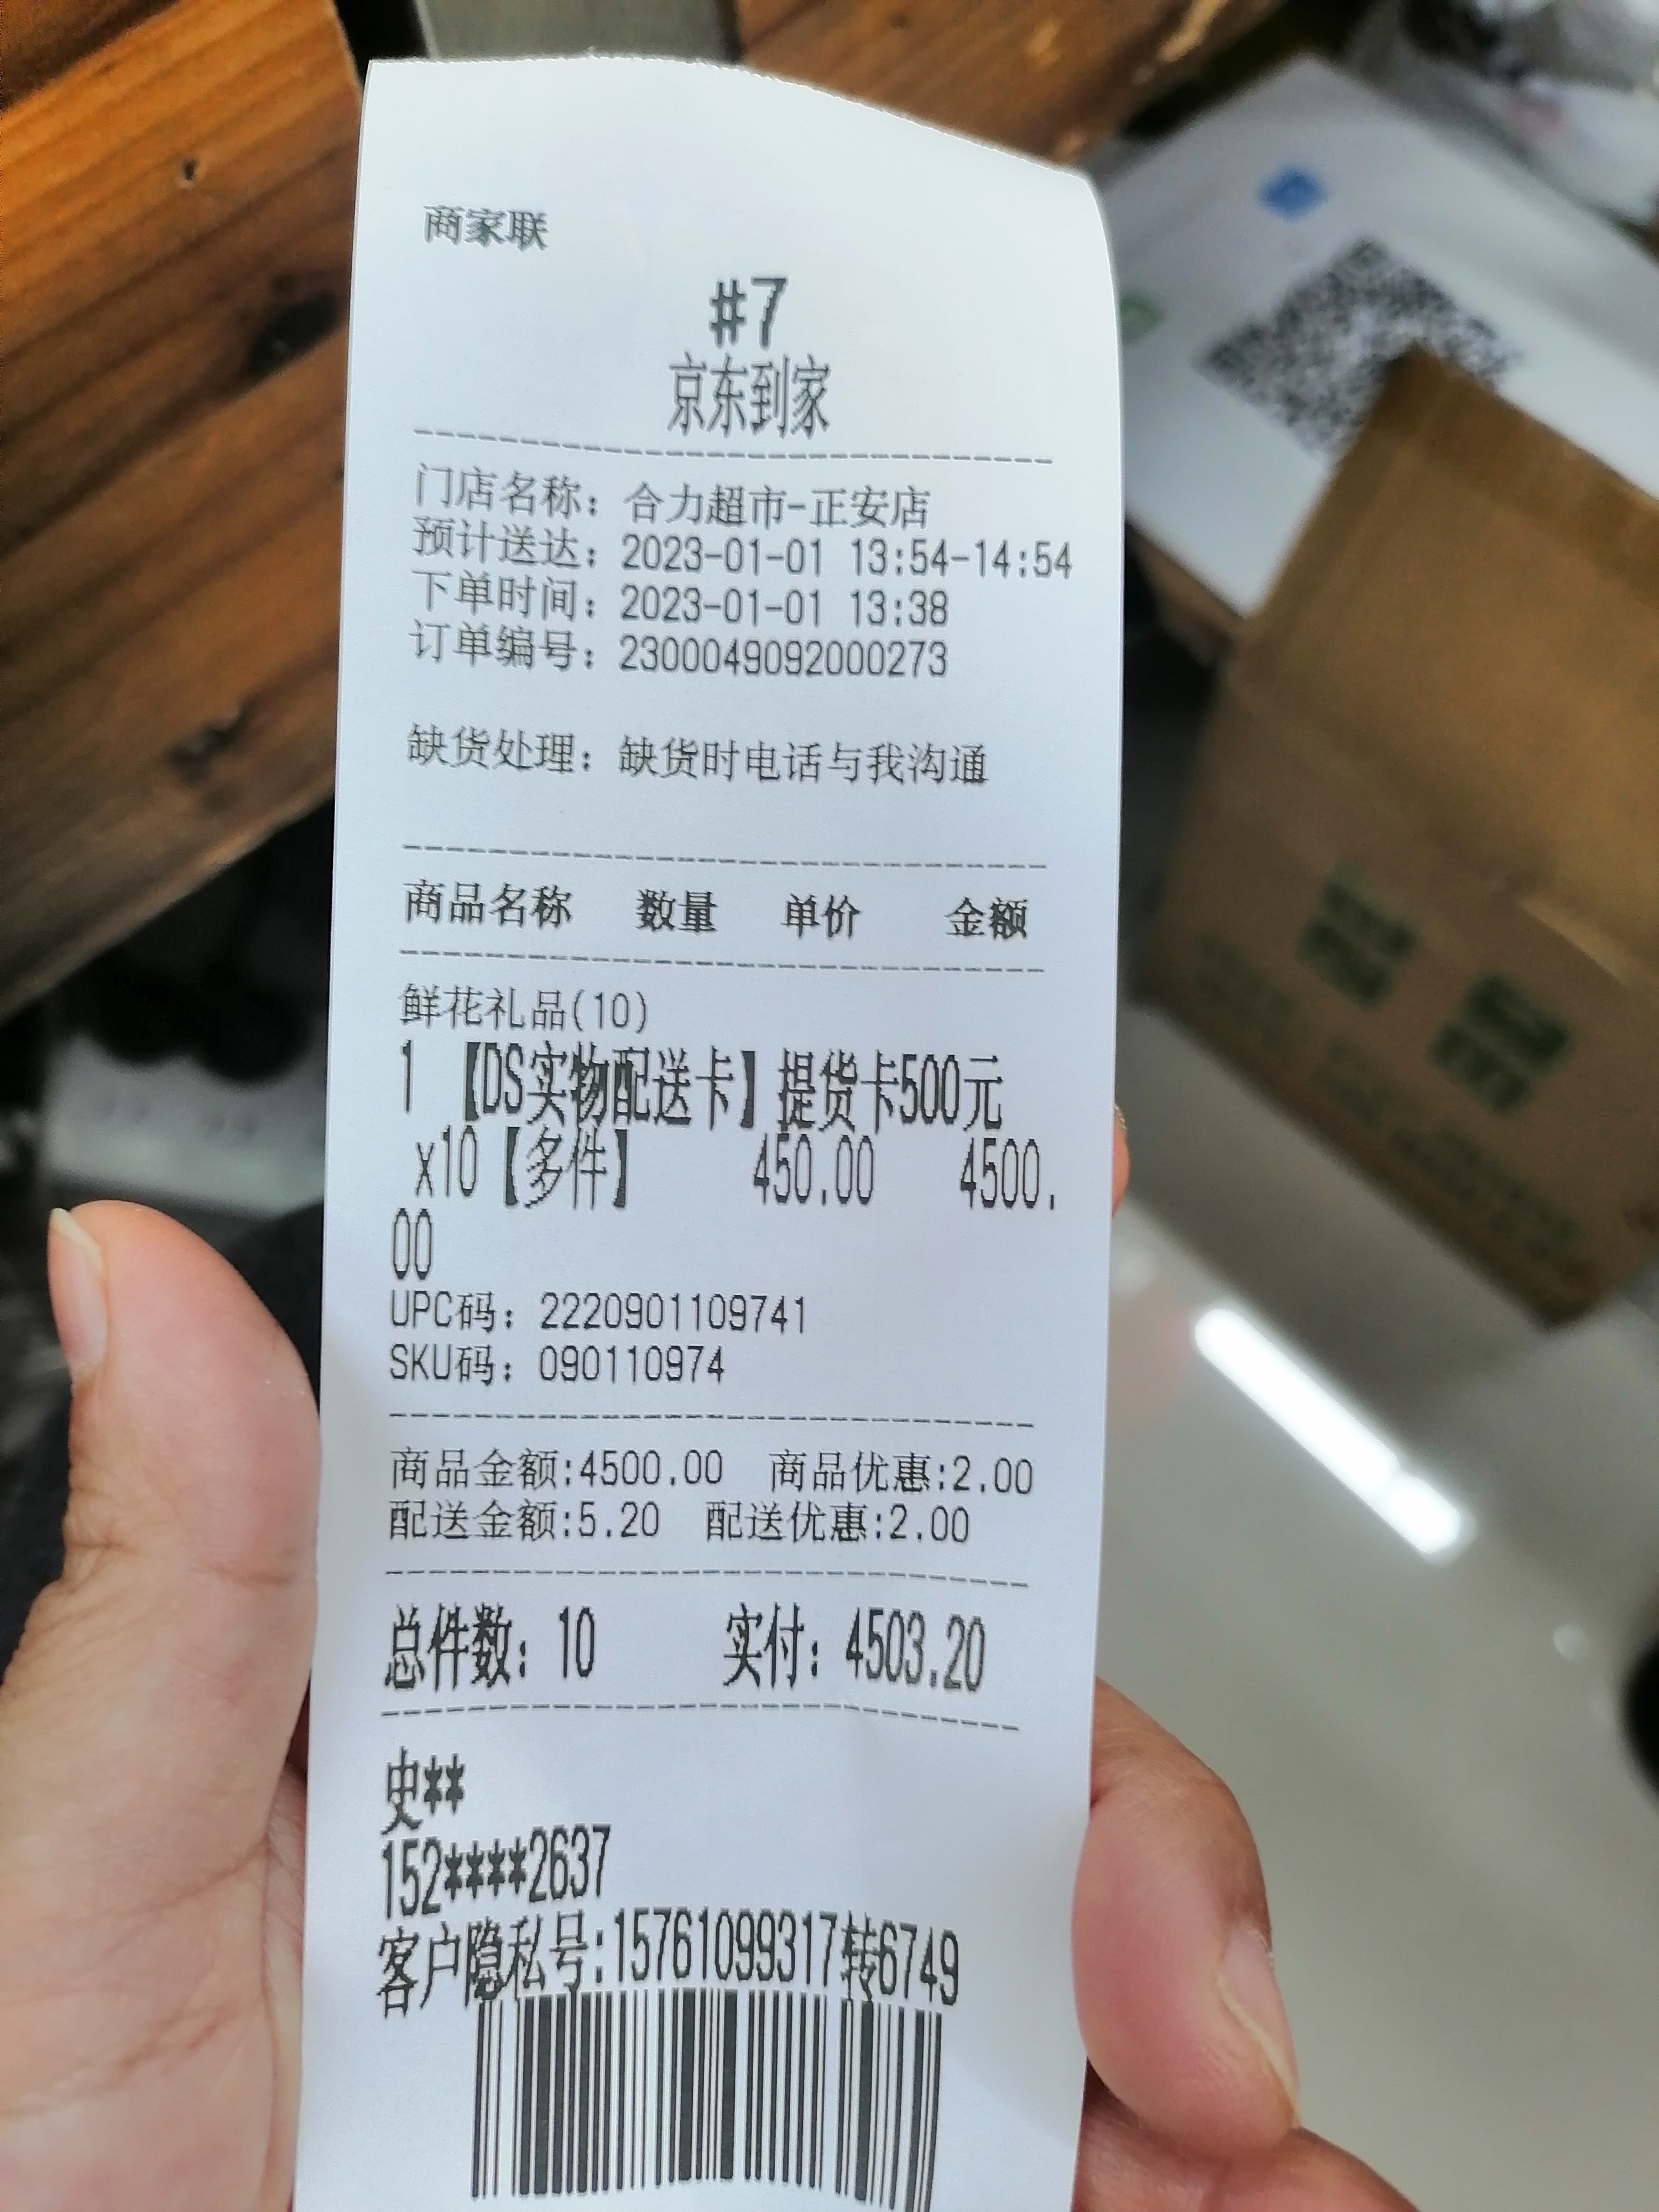 商家联
#7
京东到家
门店名称：合力超市-正安店
预计送达：2023-01-01 13:54-14:54
下单时间：2023-01-01 13:38
订单编号：2300049092000273
缺货处理：缺货时电话与我沟通
商品名称 数量 单价 金额
鲜花礼品(10)
1 【DS实物配送卡】提货卡500元
x10【多件】 450.00 4500.
00
UPC码：2220901109741
SKU码：090110974
商品金额:4500.00 商品优惠:2.00
配送金额:5.20 配送优惠:2.00
总件数：10 实付：4503.20
史**
152****2637
客户隐私号:15761099317转6749